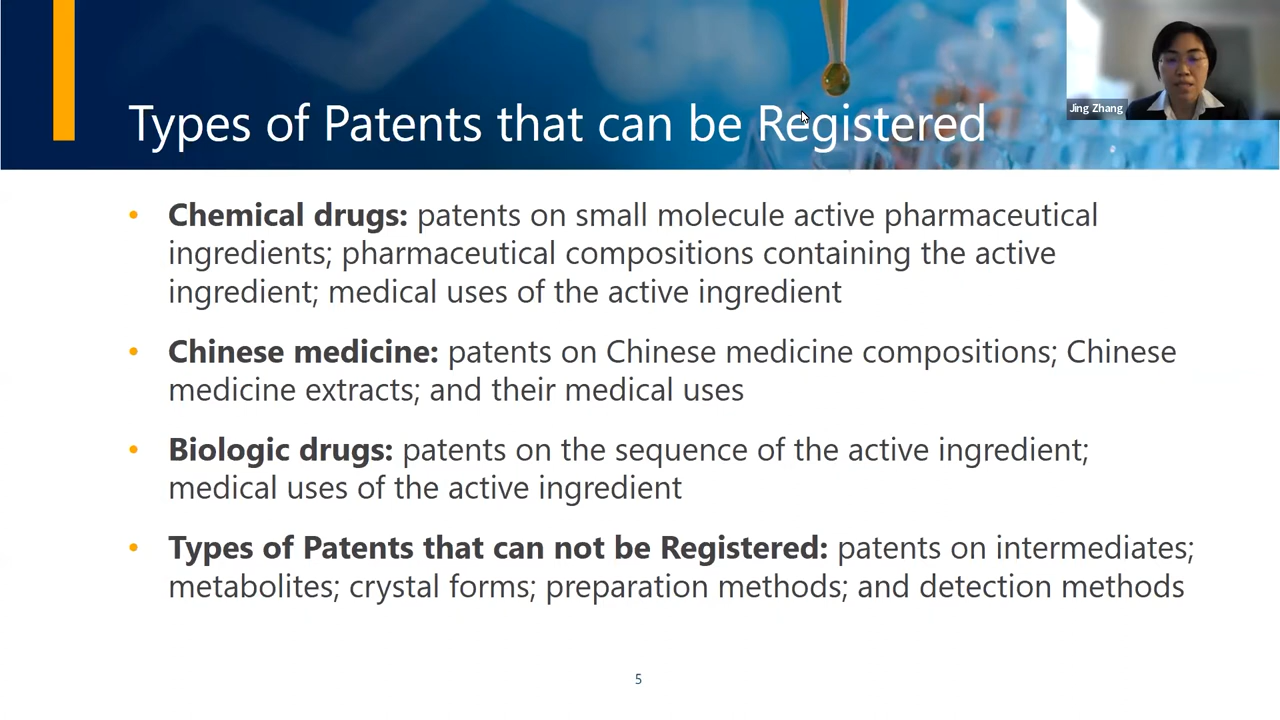 Types of Patents that can be Registered
Jing Zhang
• Chemical drugs: patents on small molecule active pharmaceutical
ingredients; pharmaceutical compositions containing the active
ingredient; medical uses of the active ingredient
• Chinese medicine: patents on Chinese medicine compositions; Chinese
medicine extracts; and their medical uses
• Biologic drugs: patents on the sequence of the active ingredient;
medical uses of the active ingredient
• Types of Patents that can not be Registered: patents on intermediates;
metabolites; crystal forms; preparation methods; and detection methods
5